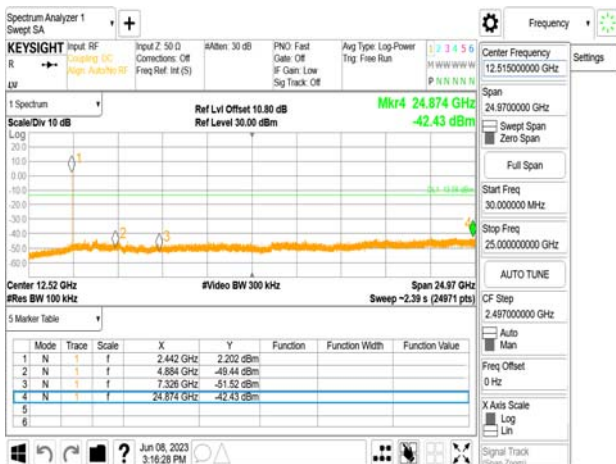 Spectrum Analyzer 1
Swept SA
Frequency
KEYSIGHT
R
LV
Input: RF
Coupling: DC
Align: Auto/No RF
Input Z: 50 Ω
Corrections: Off
Freq Ref: Int (S)
#Atten: 30 dB
PNO: Fast
Gate: Off
IF Gain: Low
Sig Track: Off
Avg Type: Log-Power
Trig: Free Run
1 2 3 4 5 6
M W W W W W
P N N N N N
1 Spectrum
Scale/Div 10 dB
Ref Lvl Offset 10.80 dB
Ref Level 30.00 dBm
Mkr4 24.874 GHz
-42.43 dBm
Log
20.0
10.0
0.00
-10.0
-20.0
-30.0
-40.0
-50.0
-60.0
1
2
3
4
Center 12.52 GHz
#Res BW 100 kHz
#Video BW 300 kHz
Span 24.97 GHz
Sweep ~2.39 s (24971 pts)
5 Marker Table
Mode Trace Scale X Y Function Function Width Function Value
1 N 1 f 2.442 GHz 2.202 dBm
2 N 1 f 4.884 GHz -49.44 dBm
3 N 1 f 7.326 GHz -51.52 dBm
4 N 1 f 24.874 GHz -42.43 dBm
5
6
?
Jun 08, 2023
3:16:28 PM
Center Frequency
12.515000000 GHz
Settings
Span
24.9700000 GHz
Swept Span
Zero Span
Full Span
Start Freq
30.000000 MHz
Stop Freq
25.000000000 GHz
AUTO TUNE
CF Step
2.497000000 GHz
Auto
Man
Freq Offset
0 Hz
X Axis Scale
Log
Lin
Signal Track
(Span Zoom)